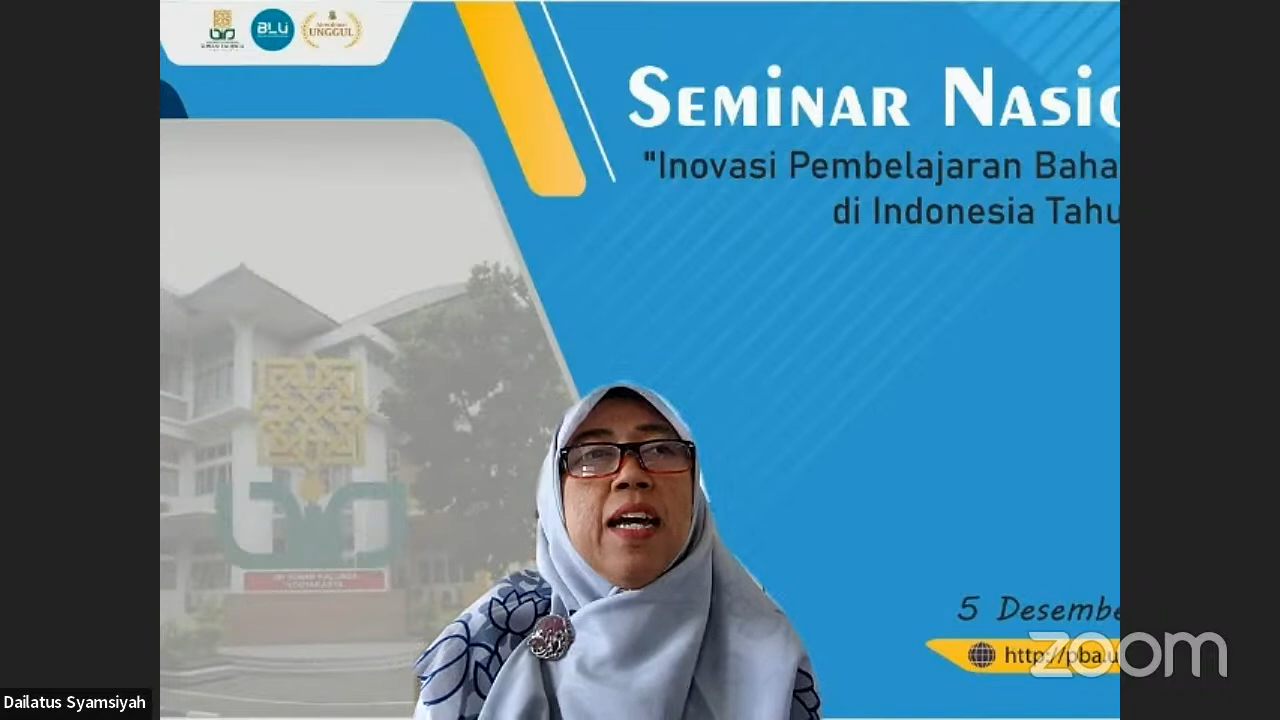 BLU
UNGGUL
SEMINAR NASIO
"Inovasi Pembelajaran Baha
di Indonesia Tahu
5 Desembe
http://pba.u
zoom
Dailatus Syamsiyah